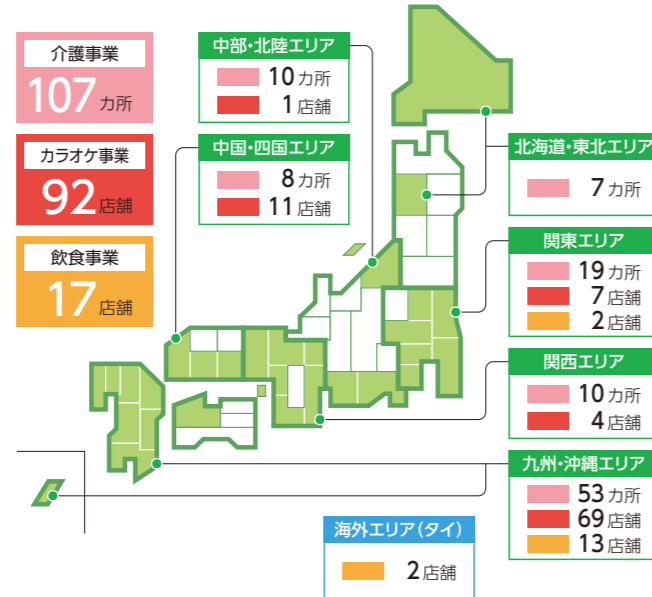 介護事業
107カ所
カラオケ事業
92店舗
飲食事業
17店舗
中部・北陸エリア
10カ所
1店舗
中国・四国エリア
8カ所
11店舗
北海道・東北エリア
7カ所
関東エリア
19カ所
7店舗
2店舗
関西エリア
10カ所
4店舗
九州・沖縄エリア
53カ所
69店舗
13店舗
海外エリア(タイ)
2店舗